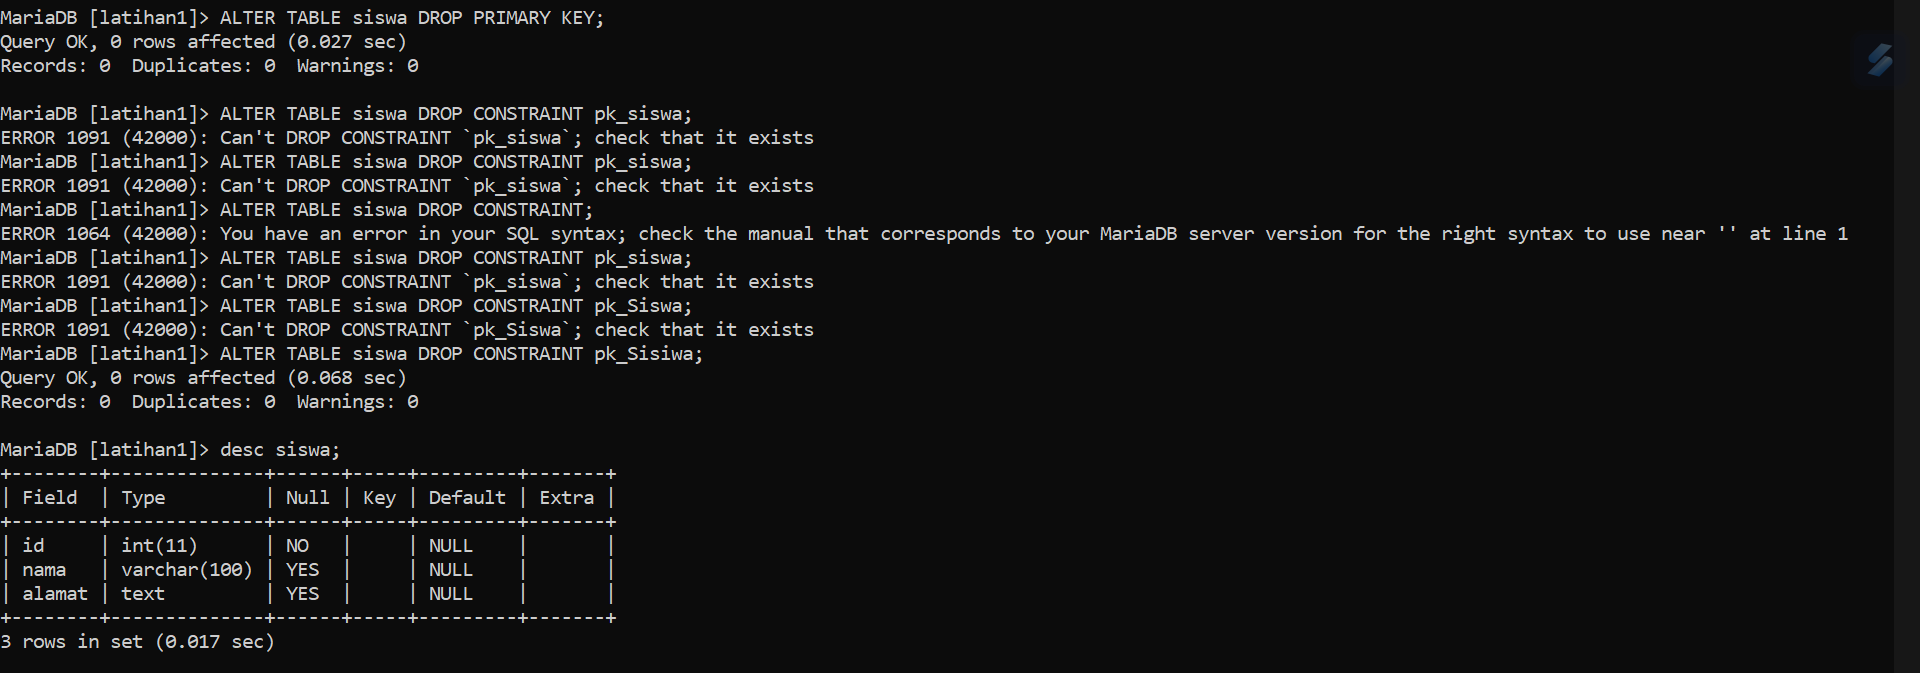 MariaDB [latihan1]> ALTER TABLE siswa DROP PRIMARY KEY;
Query OK, 0 rows affected (0.027 sec)
Records: 0  Duplicates: 0  Warnings: 0

MariaDB [latihan1]> ALTER TABLE siswa DROP CONSTRAINT pk_siswa;
ERROR 1091 (42000): Can't DROP CONSTRAINT `pk_siswa`; check that it exists
MariaDB [latihan1]> ALTER TABLE siswa DROP CONSTRAINT pk_siswa;
ERROR 1091 (42000): Can't DROP CONSTRAINT `pk_siswa`; check that it exists
MariaDB [latihan1]> ALTER TABLE siswa DROP CONSTRAINT;
ERROR 1064 (42000): You have an error in your SQL syntax; check the manual that corresponds to your MariaDB server version for the right syntax to use near '' at line 1
MariaDB [latihan1]> ALTER TABLE siswa DROP CONSTRAINT pk_siswa;
ERROR 1091 (42000): Can't DROP CONSTRAINT `pk_siswa`; check that it exists
MariaDB [latihan1]> ALTER TABLE siswa DROP CONSTRAINT pk_Siswa;
ERROR 1091 (42000): Can't DROP CONSTRAINT `pk_Siswa`; check that it exists
MariaDB [latihan1]> ALTER TABLE siswa DROP CONSTRAINT pk_Sisiwa;
Query OK, 0 rows affected (0.068 sec)
Records: 0  Duplicates: 0  Warnings: 0

MariaDB [latihan1]> desc siswa;
+--------+--------------+------+-----+---------+-------+
| Field  | Type         | Null | Key | Default | Extra |
+--------+--------------+------+-----+---------+-------+
| id     | int(11)      | NO   |     | NULL    |       |
| nama   | varchar(100) | YES  |     | NULL    |       |
| alamat | text         | YES  |     | NULL    |       |
+--------+--------------+------+-----+---------+-------+
3 rows in set (0.017 sec)